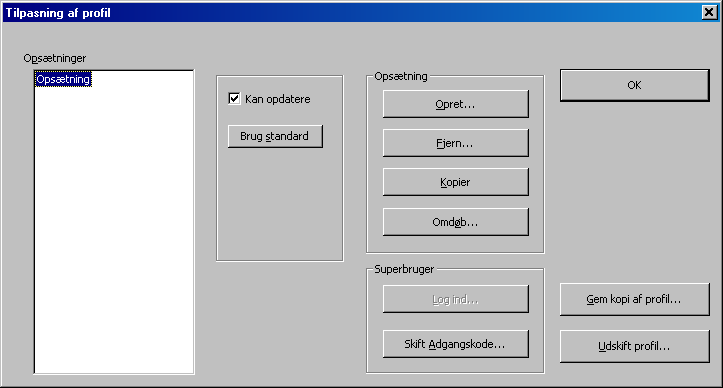 Tilpasning af profil
Opsætninger
Opsætning
Kan opdatere
Brug standard
Opsætning
Opret...
Fjern...
Kopier
Omdøb...
Superbruger
Log ind...
Skift Adgangskode...
OK
Gem kopi af profil...
Udskift profil...